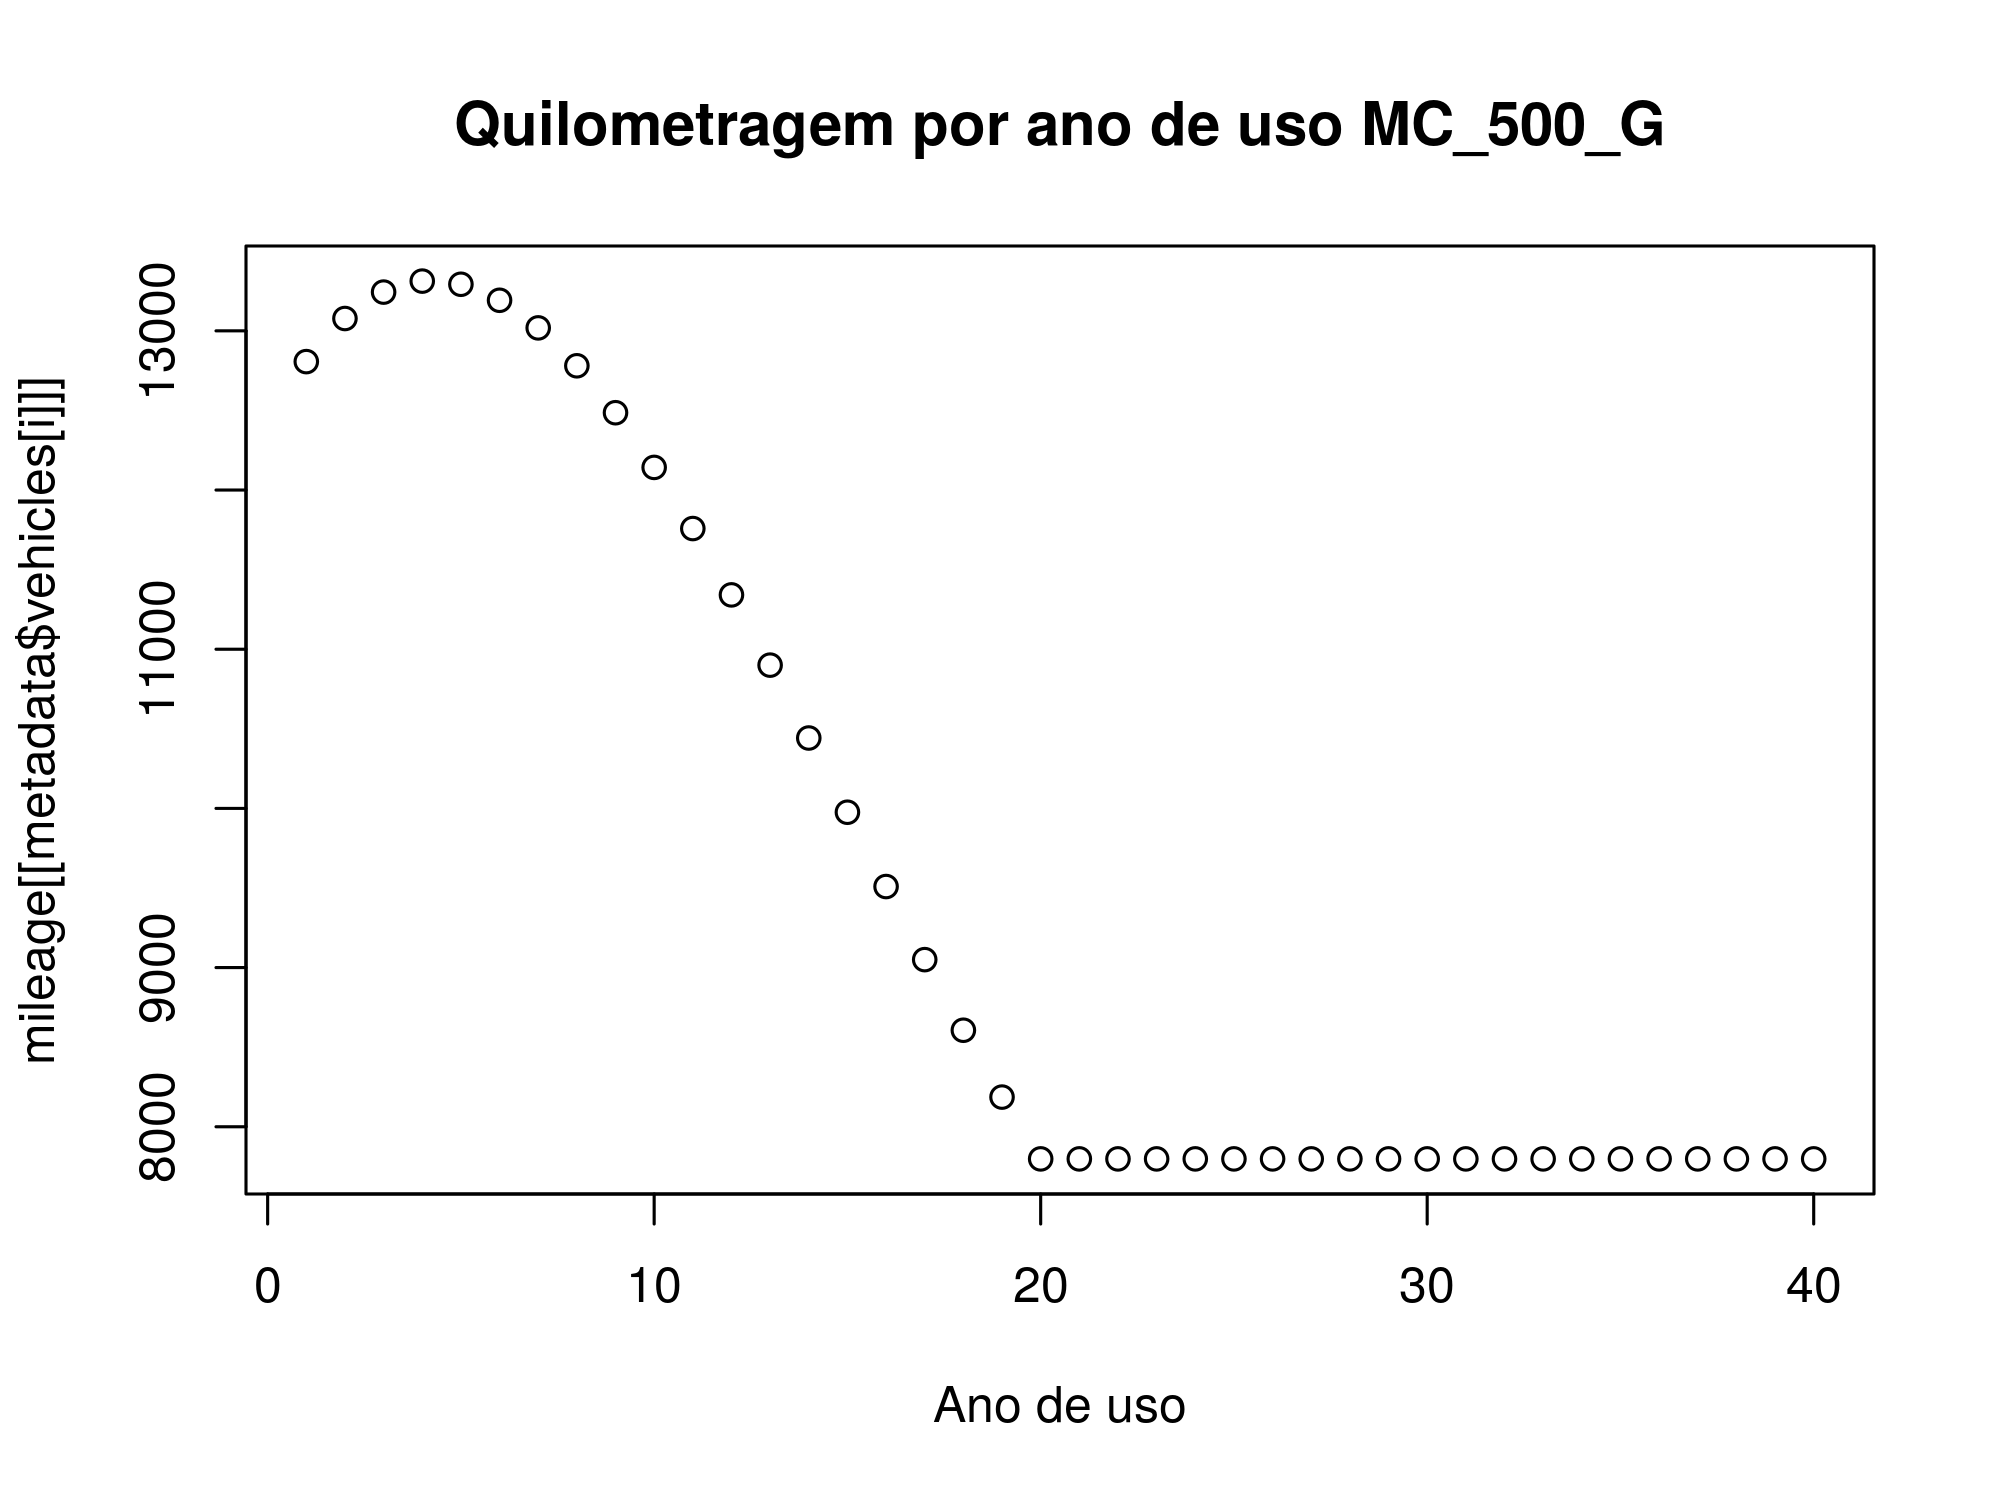 Quilometragem por ano de uso MC_500_G
mileage[[metadata$vehicles[i]]]
13000
11000
9000
8000
0 10 20 30 40
Ano de uso